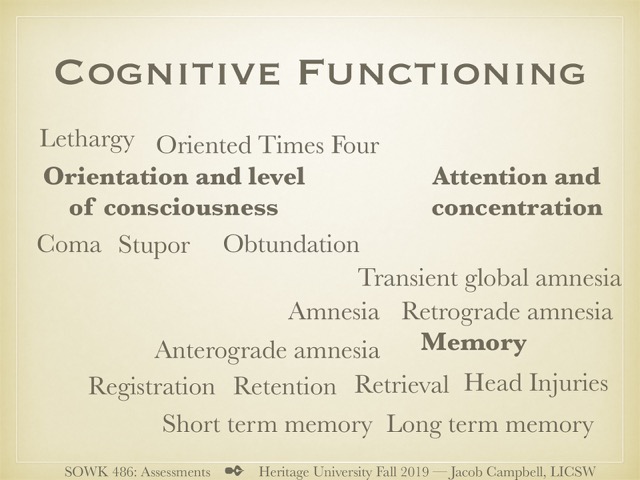 Cognitive Functioning
Lethargy Oriented Times Four
Orientation and level
of consciousness
Attention and
concentration
Coma Stupor Obtundation
Transient global amnesia
Amnesia Retrograde amnesia
Anterograde amnesia Memory
Registration Retention Retrieval Head Injuries
Short term memory Long term memory
SOWK 486: Assessments Heritage University Fall 2019 — Jacob Campbell, LICSW